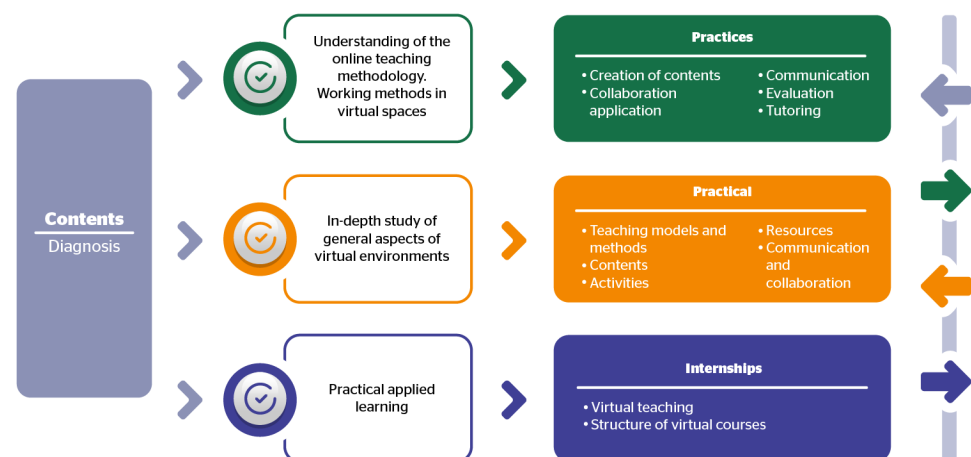 Contents
Diagnosis
Understanding of the
online teaching
methodology.
Working methods in
virtual spaces
Practices
• Creation of contents
• Collaboration
application
• Communication
• Evaluation
• Tutoring
In-depth study of
general aspects of
virtual environments
Practical
• Teaching models and
methods
• Contents
• Activities
• Resources
• Communication
and
collaboration
Practical applied
learning
Internships
• Virtual teaching
• Structure of virtual courses